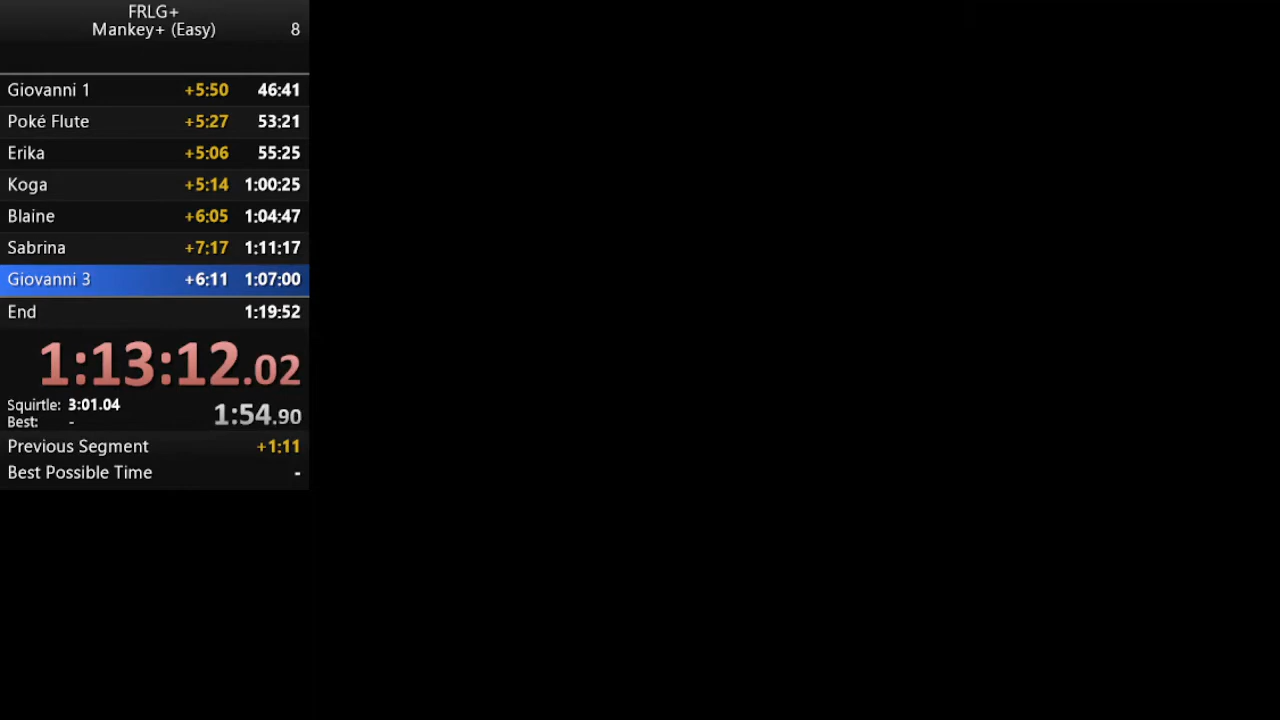 FRLG+
Mankey+ (Easy) 8
Giovanni 1 +5:50 46:41
Poké Flute +5:27 53:21
Erika +5:06 55:25
Koga +5:14 1:00:25
Blaine +6:05 1:04:47
Sabrina +7:17 1:11:17
Giovanni 3 +6:11 1:07:00
End 1:19:52
1:13:12.02
Squirtle: 3:01.04
Best: - 1:54.90
Previous Segment +1:11
Best Possible Time -